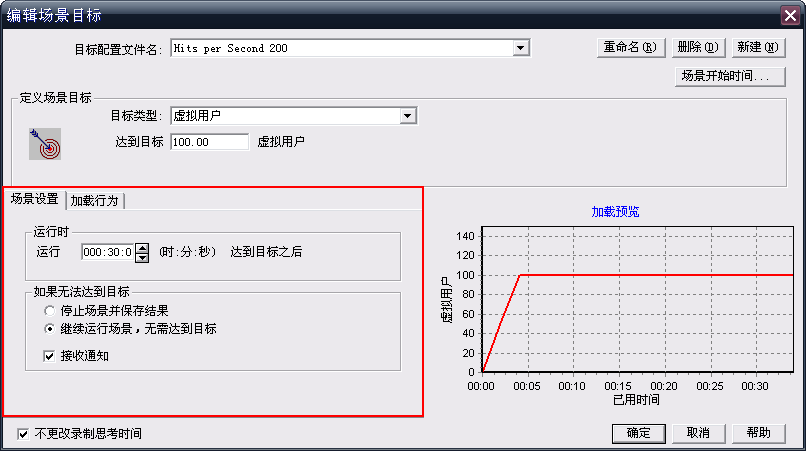 编辑场景目标
目标配置文件名: Hits per Second 200 重命名(R) 删除(D) 新建(N)
场景开始时间...
定义场景目标
目标类型: 虚拟用户
达到目标 100.00 虚拟用户
场景设置 加载行为
运行时
运行 000:30:0 (时:分:秒) 达到目标之后
如果无法达到目标
停止场景并保存结果
继续运行场景，无需达到目标
接收通知
加载预览
虚拟用户
140
120
100
80
60
40
20
0
00:00 00:05 00:10 00:15 00:20 00:25 00:30
已用时间
不更改录制思考时间 确定 取消 帮助